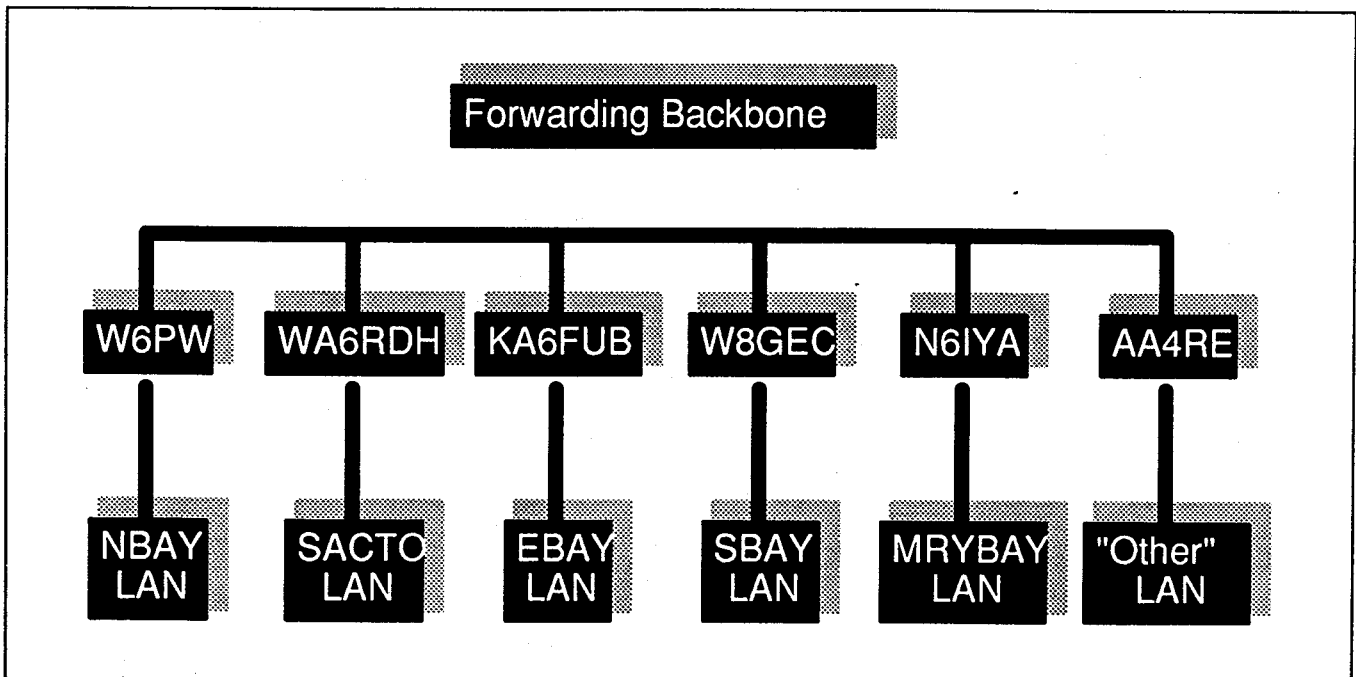 Forwarding Backbone
W6PW WA6RDH KA6FUB W8GEC N6IYA AA4RE
NBAY SACTO EBAY SBAY MRYBAY "Other"
LAN LAN LAN LAN LAN LAN